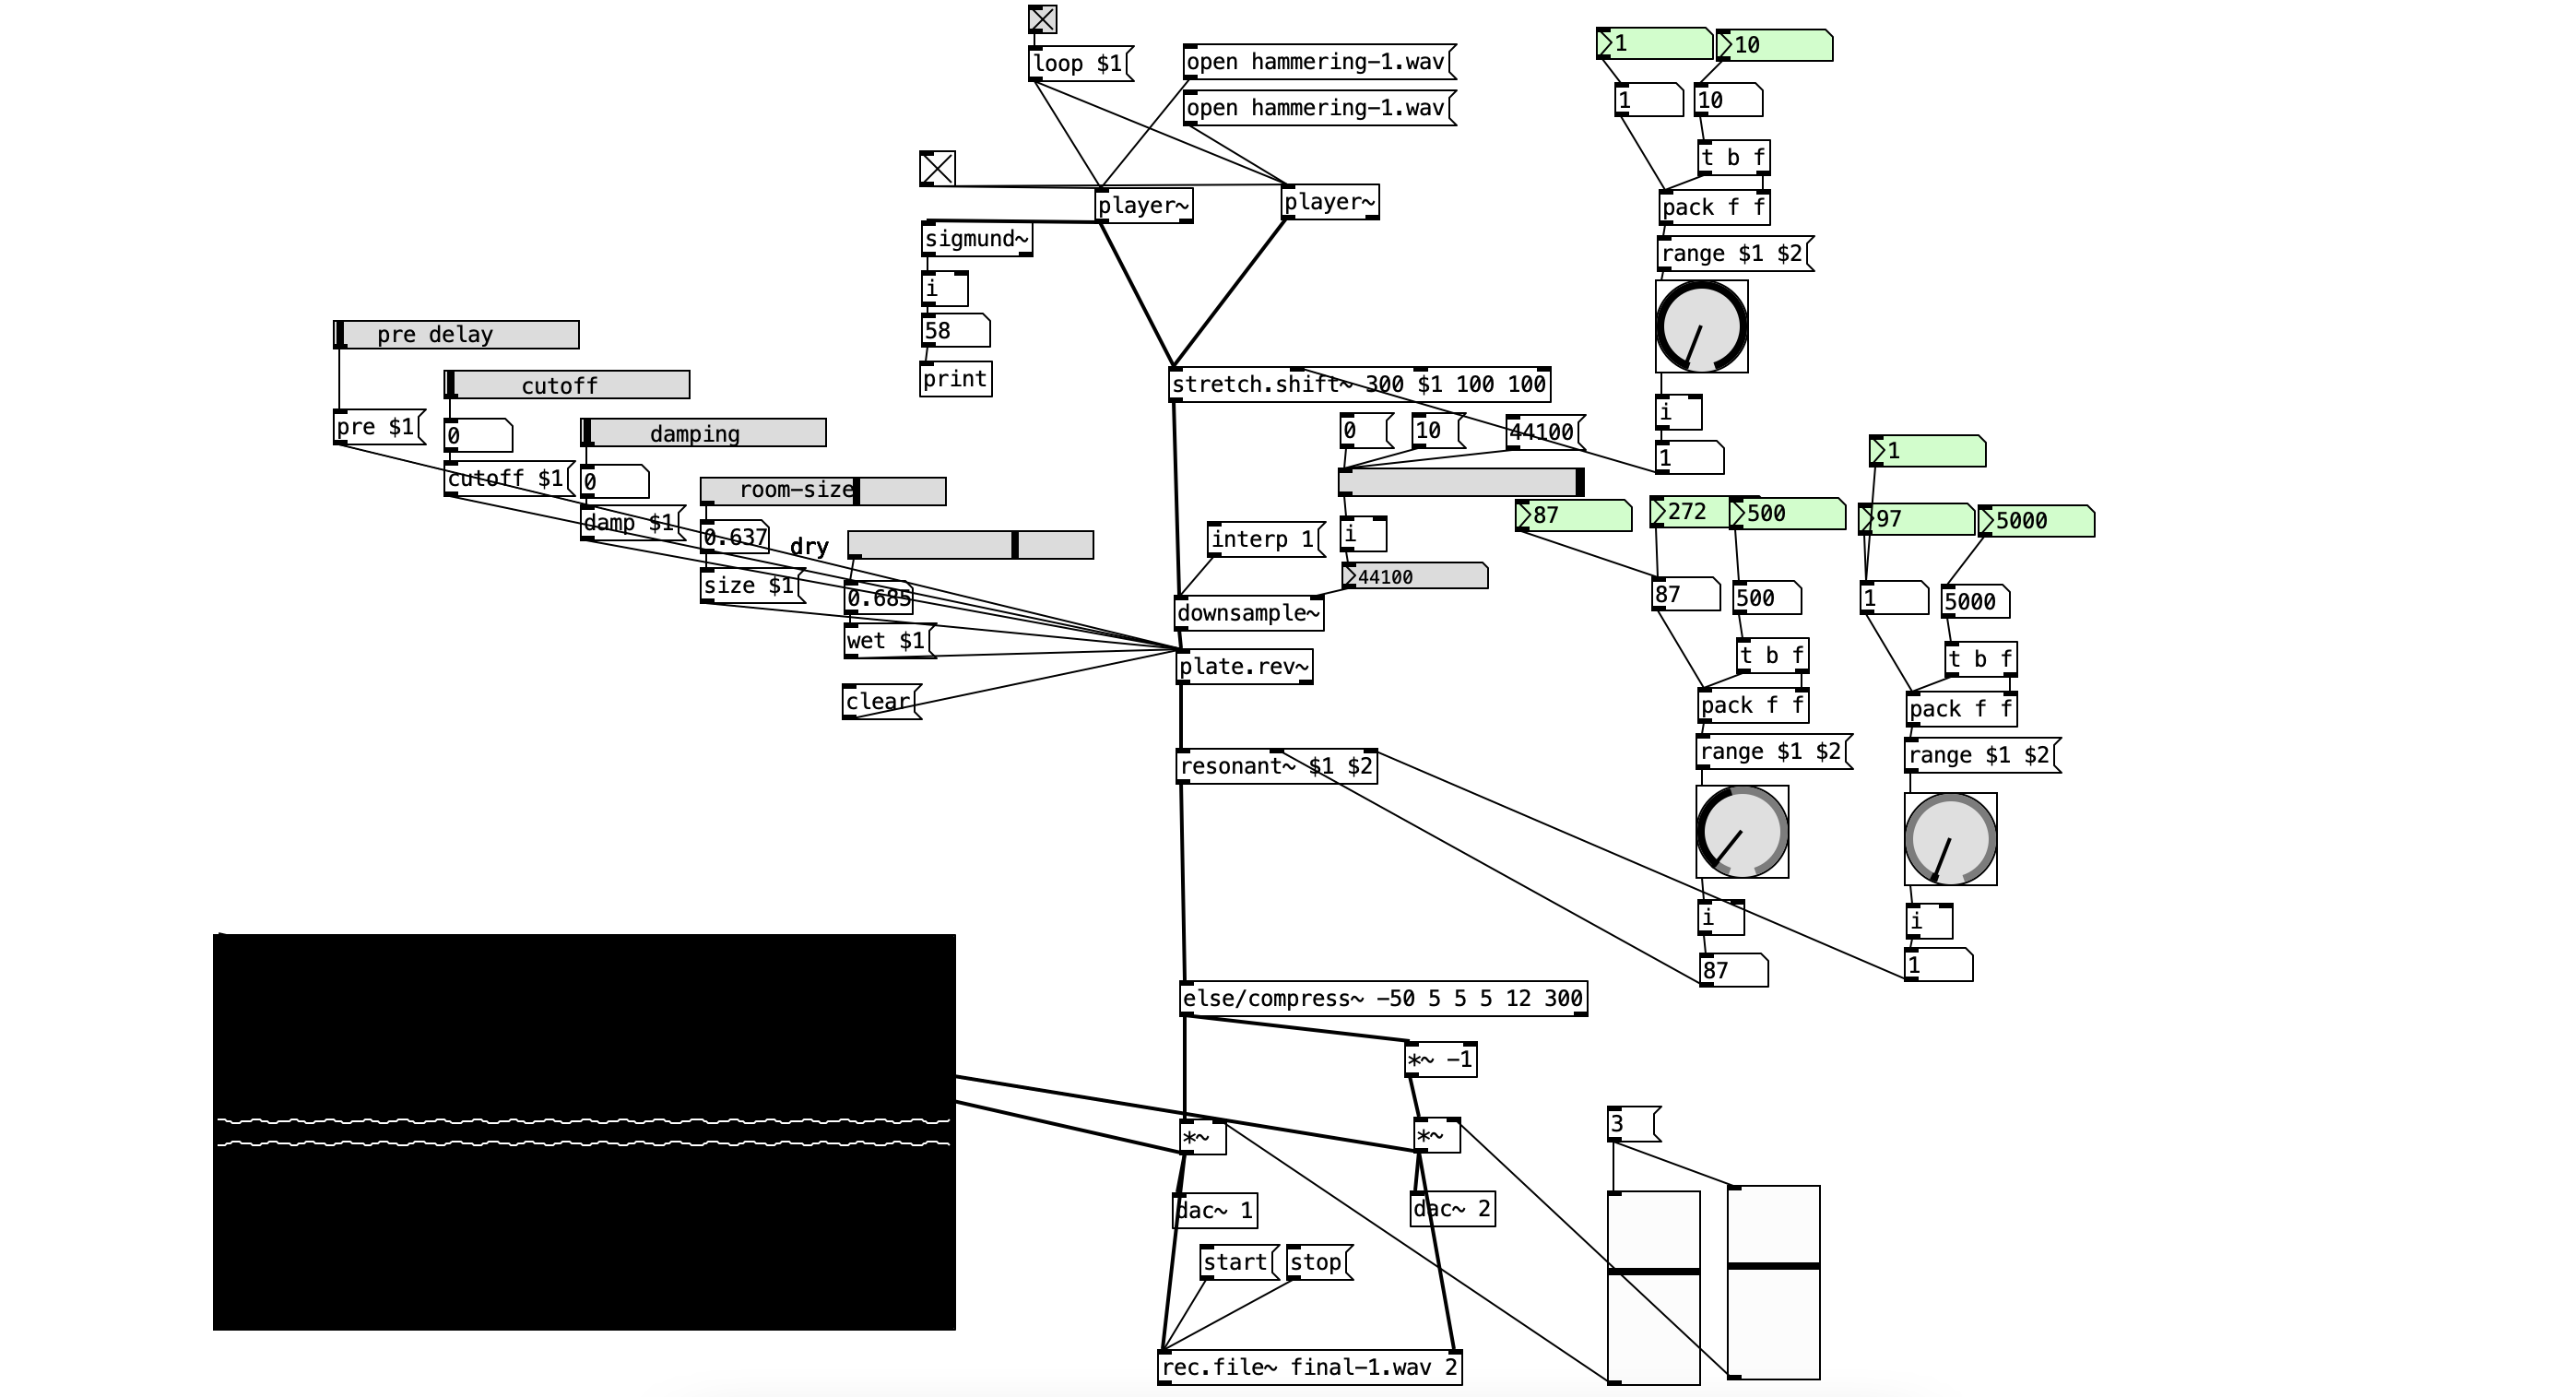 loop $1
open hammering-1.wav
open hammering-1.wav
1
10
1
10
t b f
player~
player~
pack f f
sigmund~
range $1 $2
i
58
print
pre delay
cutoff
stretch.shift~ 300 $1 100 100
i
pre $1
0
damping
0
10
44100
1
1
cutoff $1
0
room-size
damp $1
0.637
dry
interp 1
i
87
272
500
97
5000
size $1
0.685
44100
87
500
1
5000
wet $1
downsample~
t b f
t b f
plate.rev~
clear
pack f f
pack f f
resonant~ $1 $2
range $1 $2
range $1 $2
i
i
87
1
else/compress~ -50 5 5 5 12 300
*~ -1
*~
*~
3
dac~ 1
dac~ 2
start
stop
rec.file~ final-1.wav 2